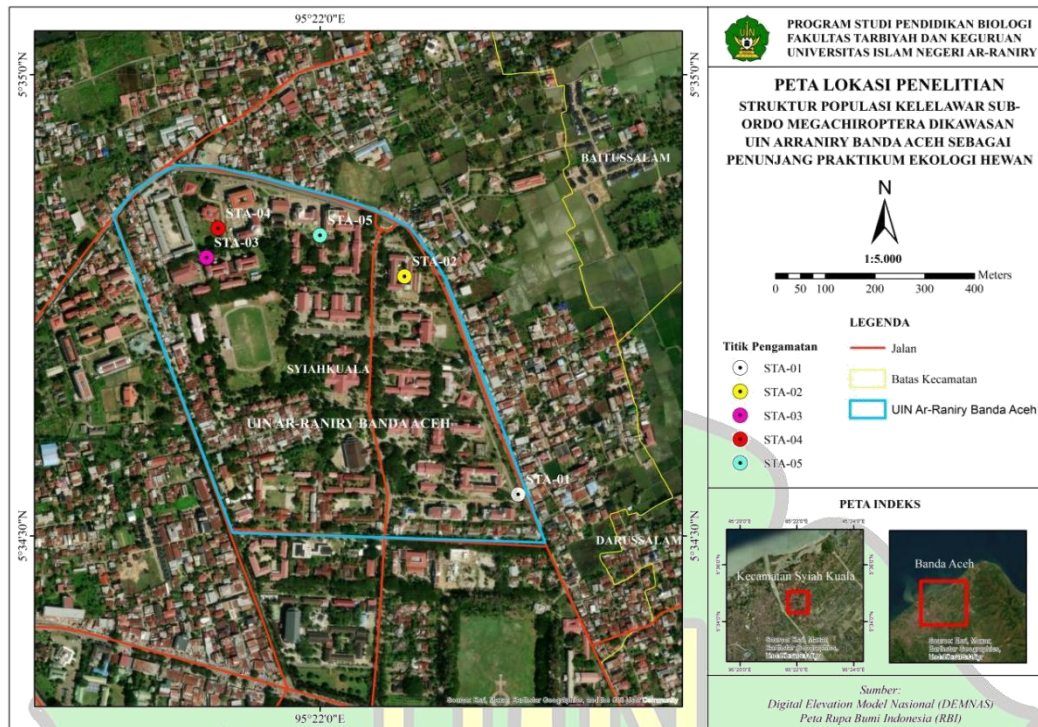 95°22'0"E
5°35'0"N
5°35'0"N
BAITUSSALAM
STA-04
STA-05
STA-03
STA-02
SYIAHKUALA
UIN AR-RANIRY BANDA ACEH
STA-01
5°34'30"N
5°34'30"N
DARUSSALAM
95°22'0"E
UIN
PROGRAM STUDI PENDIDIKAN BIOLOGI
FAKULTAS TARBIYAH DAN KEGURUAN
UNIVERSITAS ISLAM NEGERI AR-RANIRY
PETA LOKASI PENELITIAN
STRUKTUR POPULASI KELELAWAR SUB-
ORDO MEGACHIROPTERA DIKAWASAN
UIN ARRANIRY BANDA ACEH SEBAGAI
PENUNJANG PRAKTIKUM EKOLOGI HEWAN
N
1:5.000
Meters
0 50 100 200 300 400
LEGENDA
Titik Pengamatan
STA-01
STA-02
STA-03
STA-04
STA-05
Jalan
Batas Kecamatan
UIN Ar-Raniry Banda Aceh
PETA INDEKS
Kecamatan Syiah Kuala
Banda Aceh
Sumber:
Digital Elevation Model Nasional (DEMNAS)
Peta Rupa Bumi Indonesia (RBI)